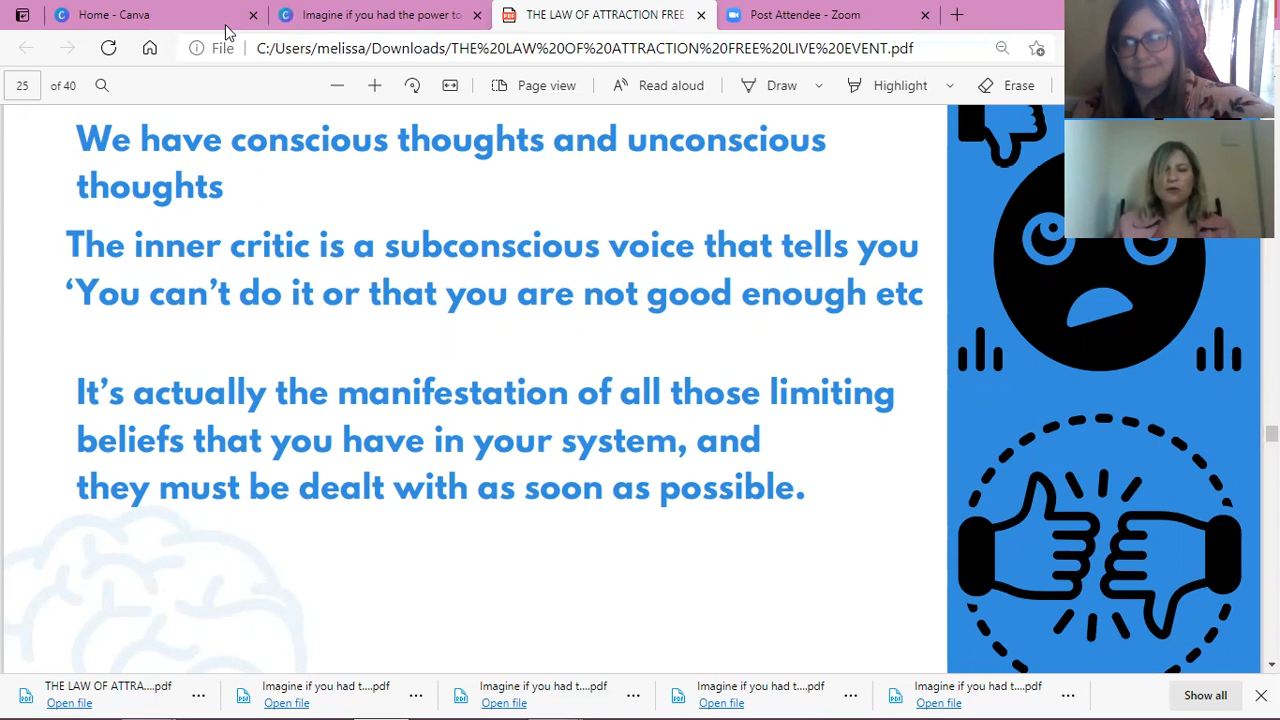 Home - Canva
Imagine if you had the power to
THE LAW OF ATTRACTION FREE
Post Attendee - Zoom
File
C:/Users/melissa/Downloads/THE%20LAW%20OF%20ATTRACTION%20FREE%20LIVE%20EVENT.pdf
25 of 40
Page view
Read aloud
Draw
Highlight
Erase
We have conscious thoughts and unconscious
thoughts
The inner critic is a subconscious voice that tells you
‘You can’t do it or that you are not good enough etc
It’s actually the manifestation of all those limiting
beliefs that you have in your system, and
they must be dealt with as soon as possible.
THE LAW OF ATTRA....pdf
Open file
Imagine if you had t....pdf
Open file
Imagine if you had t....pdf
Open file
Imagine if you had t....pdf
Open file
Imagine if you had t....pdf
Open file
Show all